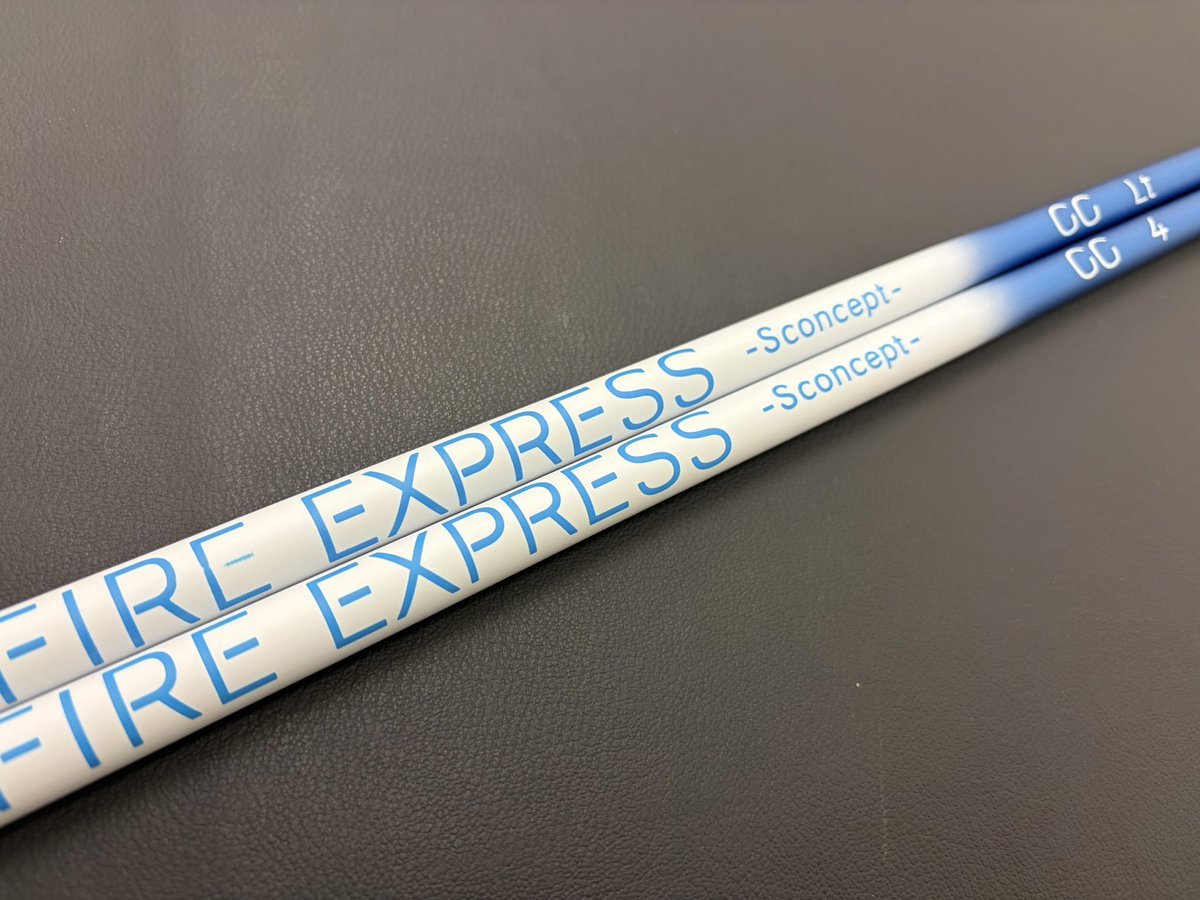 FIRE EXPRESS -Sconcept- CC Lt
FIRE EXPRESS -Sconcept- CC 4